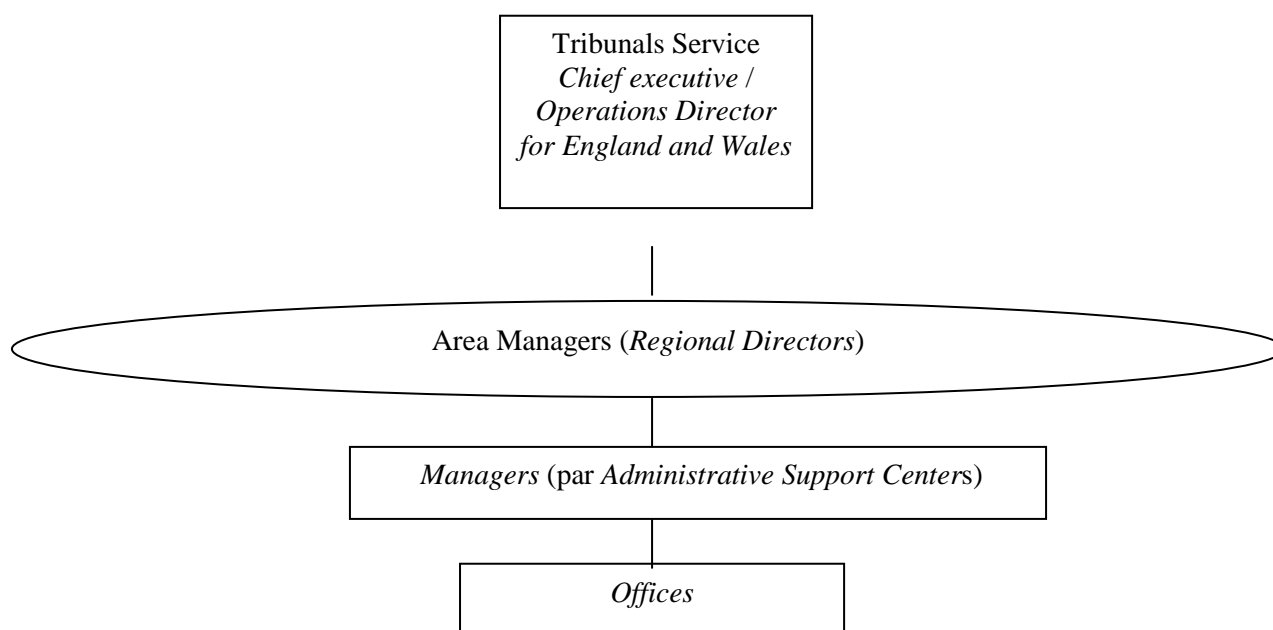 Tribunals Service
Chief executive /
Operations Director
for England and Wales
Area Managers (Regional Directors)
Managers (par Administrative Support Centers)
Offices